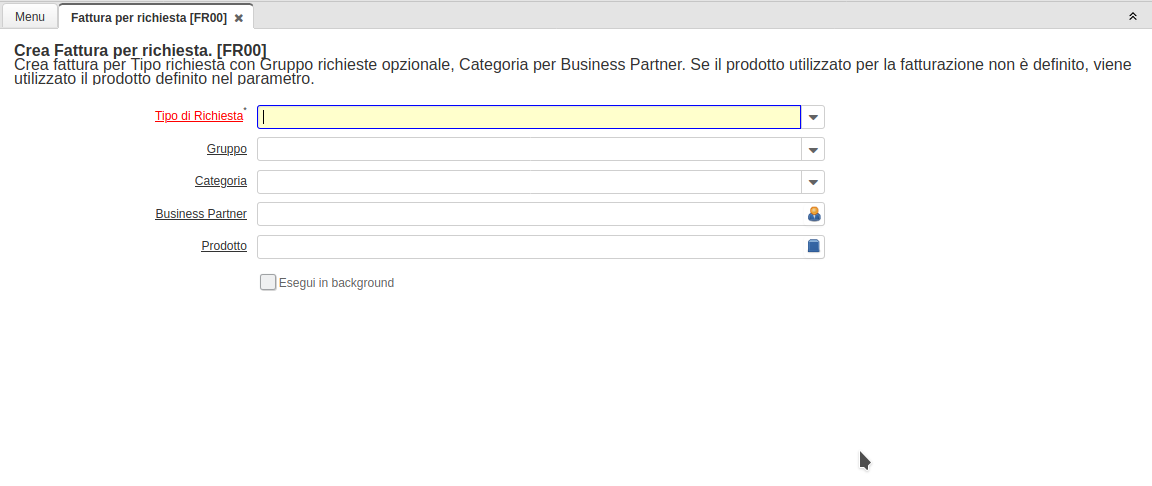 Menu
Fattura per richiesta [FR00]
Crea Fattura per richiesta. [FR00]
Crea fattura per Tipo richiesta con Gruppo richieste opzionale, Categoria per Business Partner. Se il prodotto utilizzato per la fatturazione non è definito, viene
utilizzato il prodotto definito nel parametro.
Tipo di Richiesta*
Gruppo
Categoria
Business Partner
Prodotto
Esegui in background